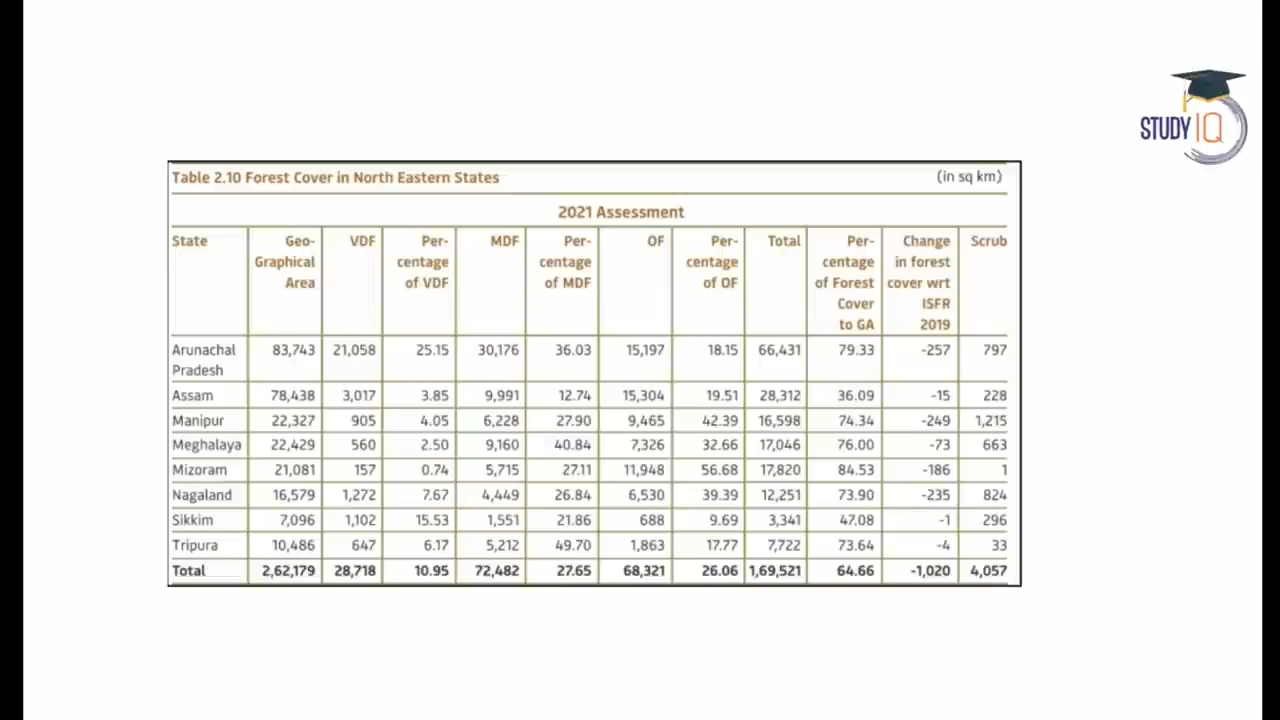 STUDY IQ
Table 2.10 Forest Cover in North Eastern States (in sq km)
2021 Assessment
State Geo-Graphical Area VDF Per-centage of VDF MDF Per-centage of MDF OF Per-centage of OF Total Per-centage of Forest Cover to GA Change in forest cover wrt ISFR 2019 Scrub
Arunachal Pradesh 83,743 21,058 25.15 30,176 36.03 15,197 18.15 66,431 79.33 -257 797
Assam 78,438 3,017 3.85 9,991 12.74 15,304 19.51 28,312 36.09 -15 228
Manipur 22,327 905 4.05 6,228 27.90 9,465 42.39 16,598 74.34 -249 1,215
Meghalaya 22,429 560 2.50 9,160 40.84 7,326 32.66 17,046 76.00 -73 663
Mizoram 21,081 157 0.74 5,715 27.11 11,948 56.68 17,820 84.53 -186 1
Nagaland 16,579 1,272 7.67 4,449 26.84 6,530 39.39 12,251 73.90 -235 824
Sikkim 7,096 1,102 15.53 1,551 21.86 688 9.69 3,341 47.08 -1 296
Tripura 10,486 647 6.17 5,212 49.70 1,863 17.77 7,722 73.64 -4 33
Total 2,62,179 28,718 10.95 72,482 27.65 68,321 26.06 1,69,521 64.66 -1,020 4,057